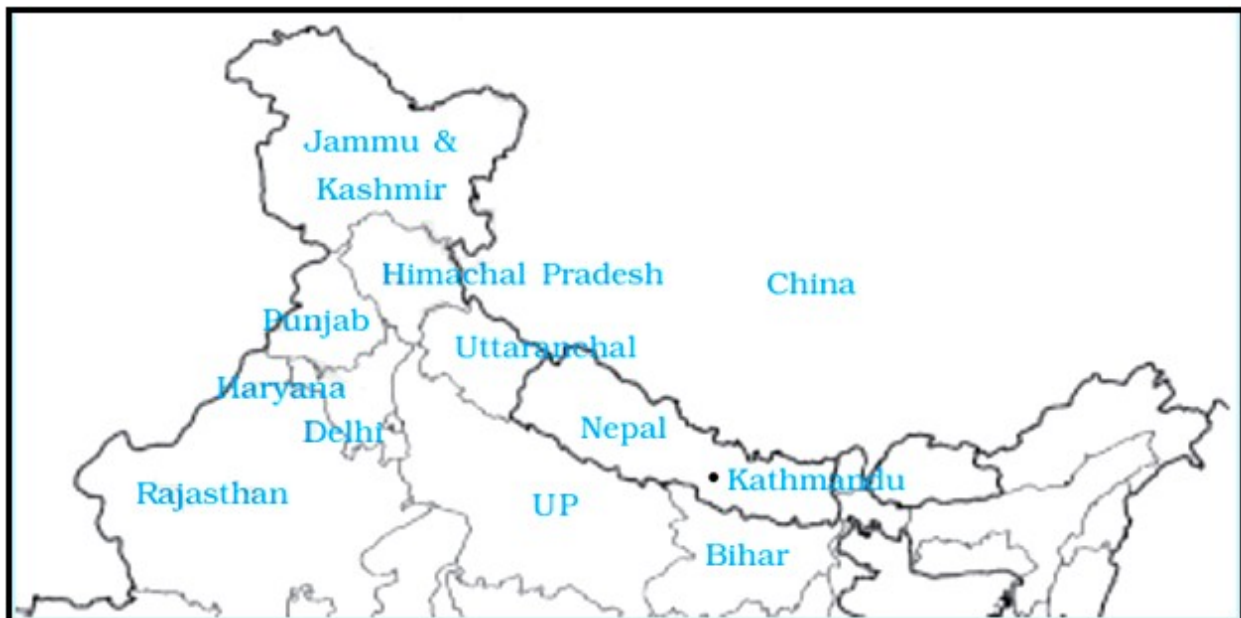 Jammu &
Kashmir
Himachal Pradesh
China
Punjab
Uttaranchal
Haryana
Nepal
Delhi
Kathmandu
Rajasthan
UP
Bihar